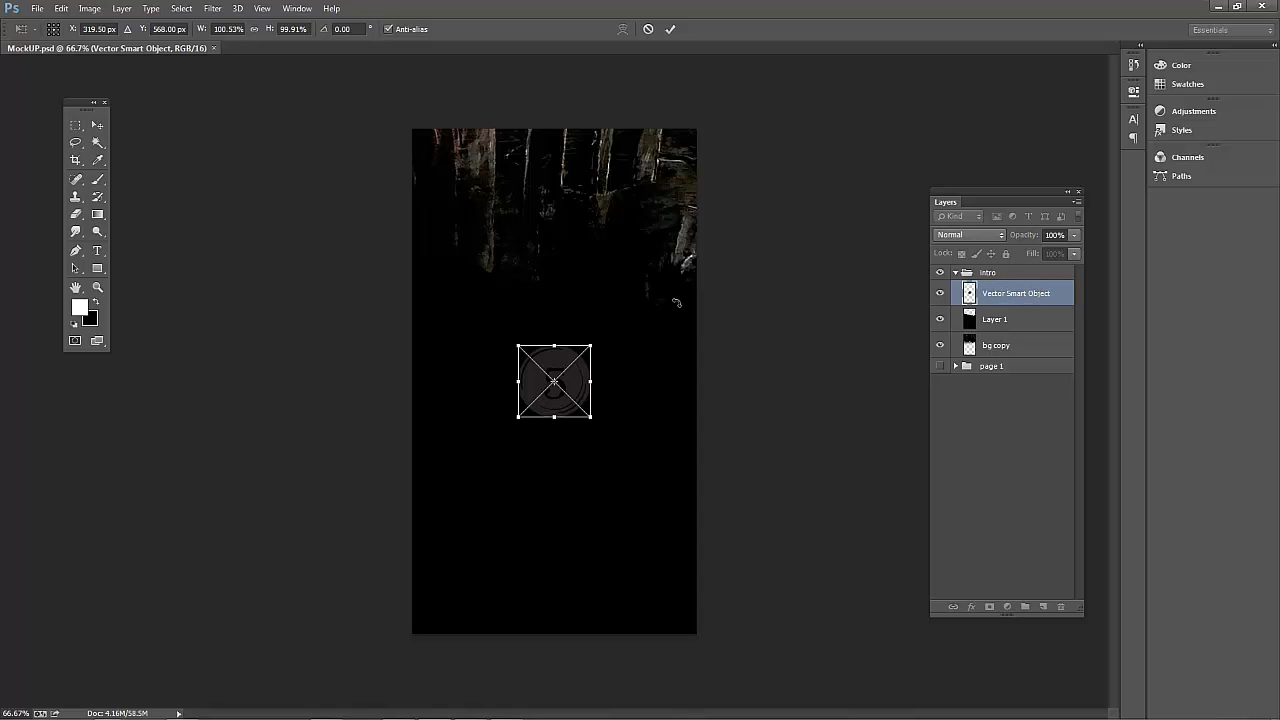 Ps File Edit Image Layer Type Select Filter 3D View Window Help
X: 319.50 px Y: 568.00 px W: 100.53% H: 99.91% 0.00 ° Anti-alias Essentials
MockUP.psd @ 66.7% (Vector Smart Object, RGB/16) ×
Color
Swatches
Adjustments
Styles
Channels
Paths
Layers
Kind
Normal Opacity: 100%
Lock: Fill: 100%
Intro
Vector Smart Object
Layer 1
bg copy
page 1
5
66.67% Doc: 4.16M/58.5M